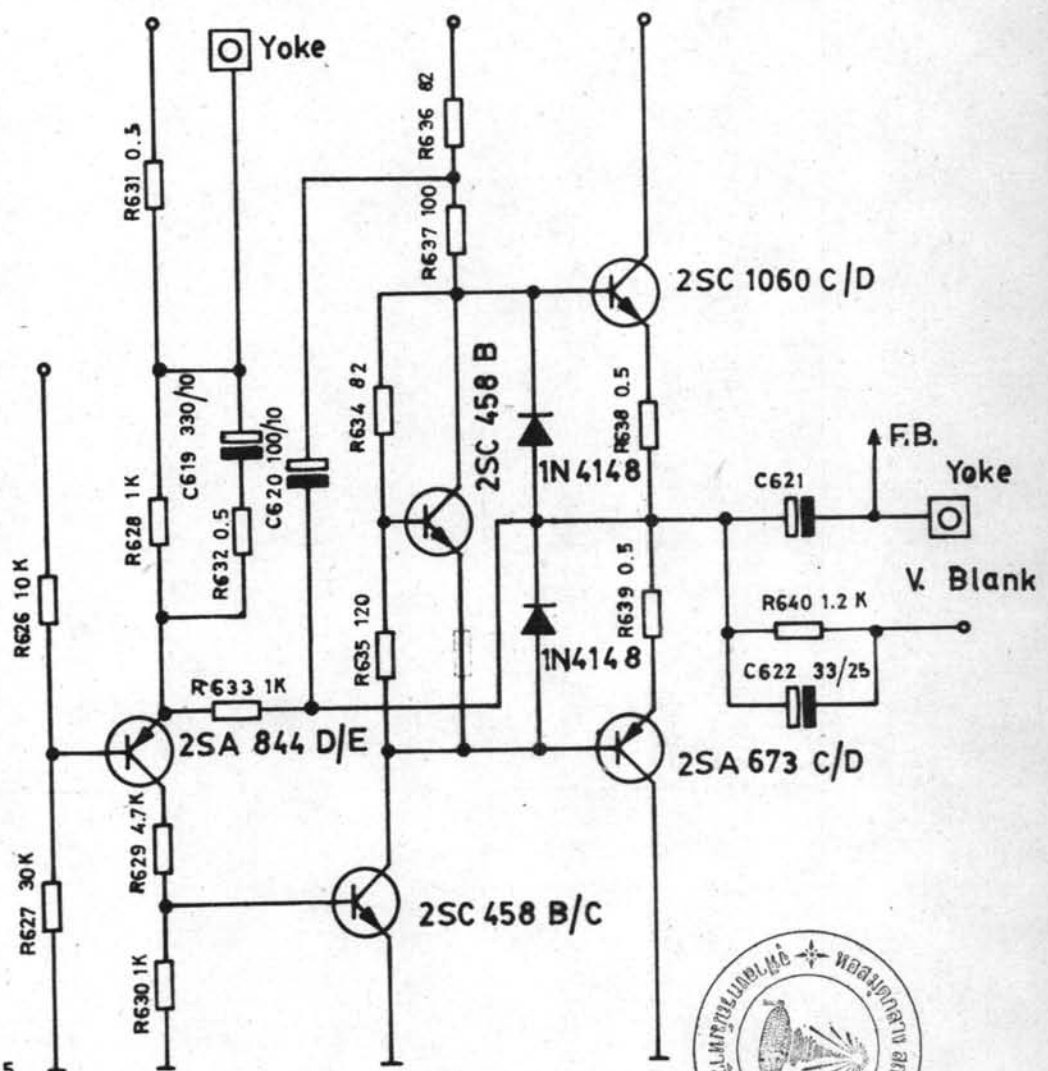 Yoke
R631 0.5
R636 82
R637 100
2SC 1060 C/D
C619 330/10
C620 100/10
R634 82
2SC 458 B
R638 0.5
1N4148
F.B.
R628 1K
R632 0.5
C621
Yoke
R626 10K
V. Blank
R635 120
R639 0.5
R640 1.2 K
1N4148
C622 33/25
R633 1K
2SA 844 D/E
2SA 673 C/D
R629 4.7K
R627 30K
2SC 458 B/C
R630 1K
5